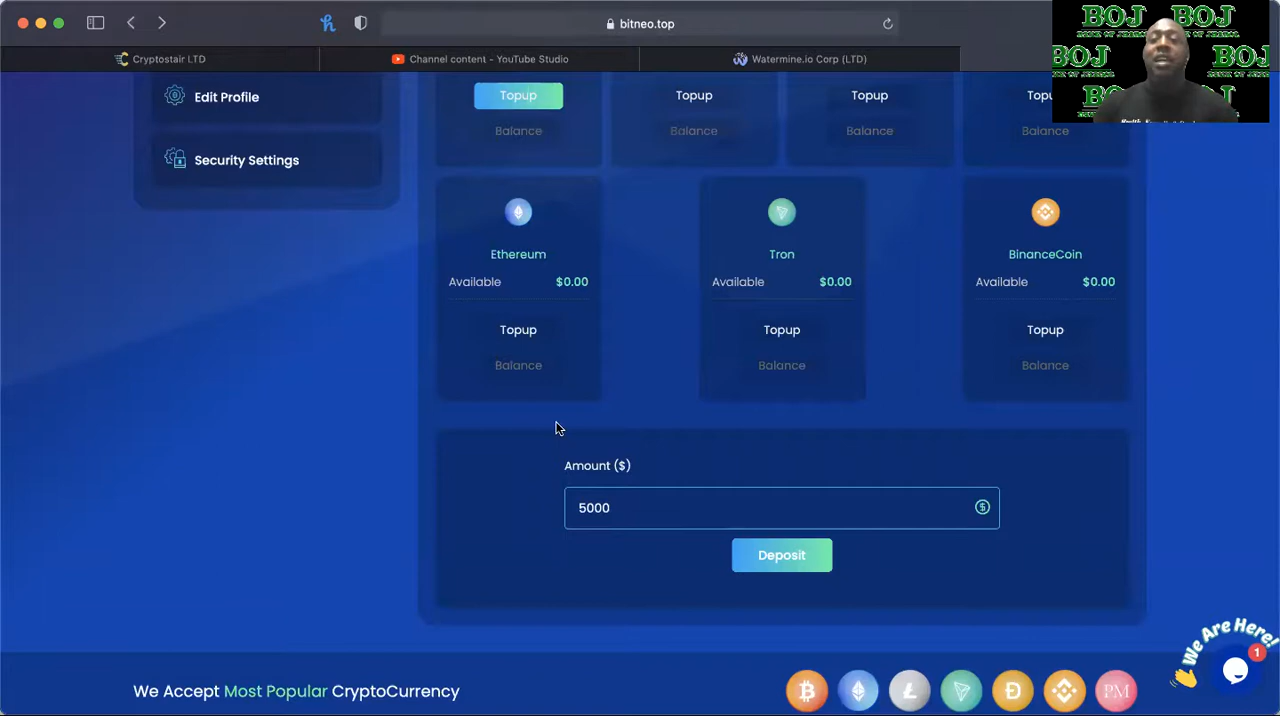 bitneo.top
Cryptostair LTD
Channel content - YouTube Studio
Watermine.io Corp (LTD)
BOJ BOJ
BOJ
BOJ
Edit Profile
Security Settings
Topup
Balance
Topup
Balance
Topup
Balance
Topu
Balance
Ethereum
Available $0.00
Topup
Balance
Tron
Available $0.00
Topup
Balance
BinanceCoin
Available $0.00
Topup
Balance
Amount ($)
5000
Deposit
We Are Here!
1
We Accept Most Popular CryptoCurrency
PM